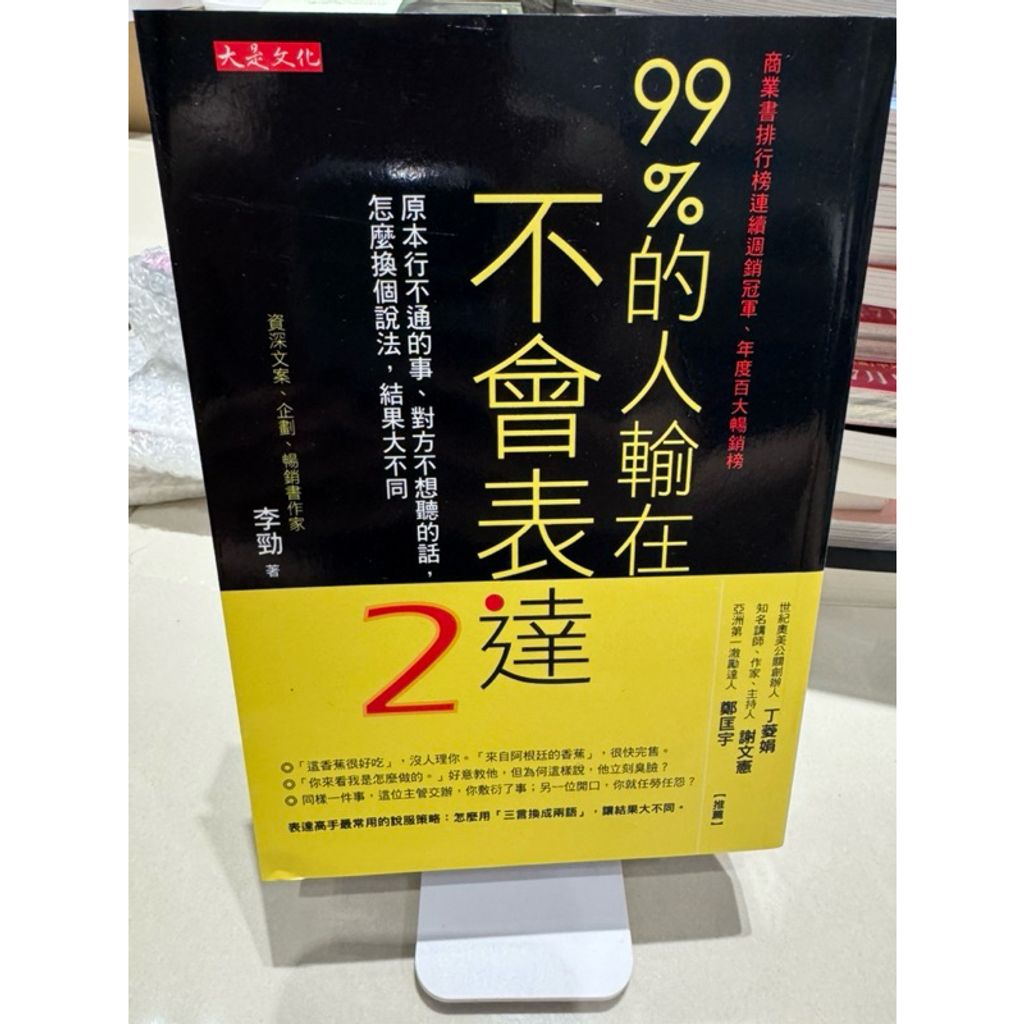 大是文化
商業書排行榜連續週銷冠軍、年度百大暢銷榜
99%的人輸在
不會表達2
原本行不通的事、對方不想聽的話,
怎麼換個說法,結果大不同
資深文案、企劃、暢銷書作家
李勁 著
世紀奧美公關創辦人 丁菱娟
知名講師、作家、主持人 謝文憲
亞洲第一激勵達人 鄭匡宇
【推薦】
◎「這香蕉很好吃」,沒人理你。「來自阿根廷的香蕉」,很快完售。
◎「你來看我是怎麼做的。」好意教他,但為何這樣說,他立刻臭臉?
◎同樣一件事,這位主管交辦,你敷衍了事;另一位開口,你就任勞任怨?
表達高手最常用的說服策略:怎麼用「三言換成兩語」,讓結果大不同。